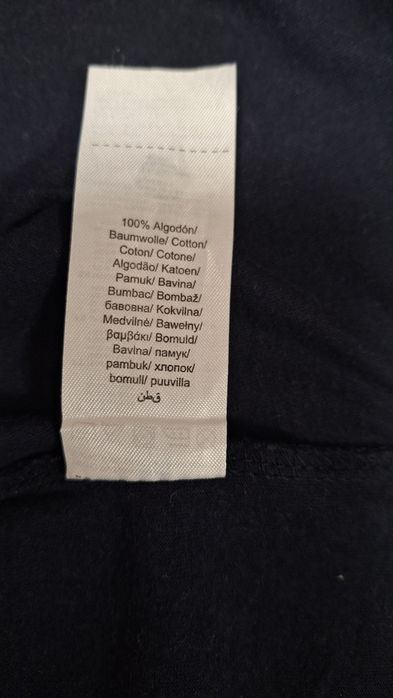 100% Algodón/
Baumwolle/ Cotton/
Coton/ Cotone/
Algodão/ Katoen/
Pamuk/ Bavina/
Bumbac/ Bombaž/
бавовна/ Kokvilna/
Medvilnė/ Bawełny/
βαμβάκι/ Bomuld/
Bavlna/ памук/
pambuk/ хлопок/
bomull/ puuvilla
قطن